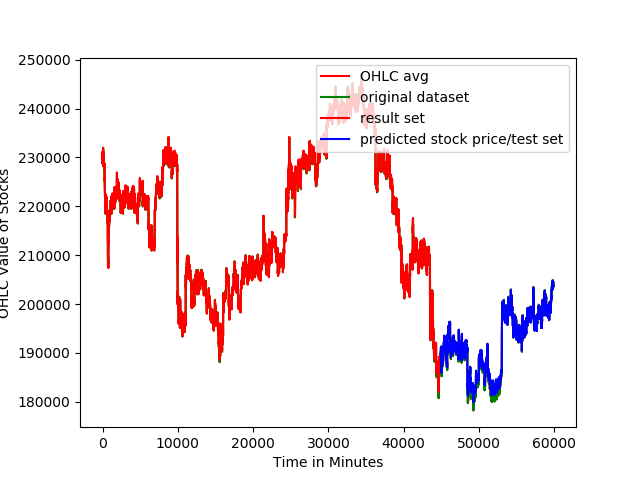 250000
240000
230000
220000
210000
200000
190000
180000
OHLC Value of Stocks
0 10000 20000 30000 40000 50000 60000
Time in Minutes
OHLC avg
original dataset
result set
predicted stock price/test set